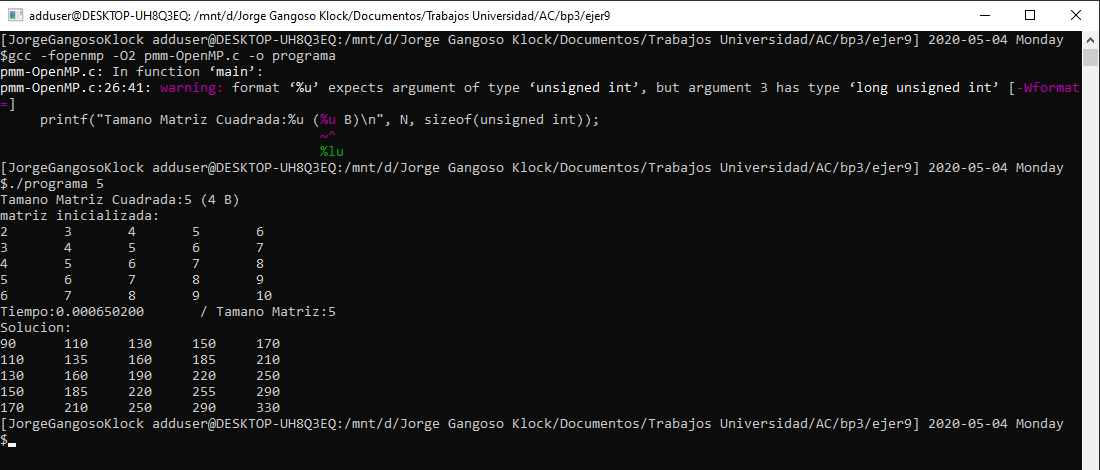 adduser@DESKTOP-UH8Q3EQ: /mnt/d/Jorge Gangoso Klock/Documentos/Trabajos Universidad/AC/bp3/ejer9
[JorgeGangosoKlock adduser@DESKTOP-UH8Q3EQ:/mnt/d/Jorge Gangoso Klock/Documentos/Trabajos Universidad/AC/bp3/ejer9] 2020-05-04 Monday
$gcc -fopenmp -O2 pmm-OpenMP.c -o programa
pmm-OpenMP.c: In function ‘main’:
pmm-OpenMP.c:26:41: warning: format ‘%u’ expects argument of type ‘unsigned int’, but argument 3 has type ‘long unsigned int’ [-Wformat
=]
    printf("Tamano Matriz Cuadrada:%u (%u B)\n", N, sizeof(unsigned int));
                                       ~^
                                       %lu
[JorgeGangosoKlock adduser@DESKTOP-UH8Q3EQ:/mnt/d/Jorge Gangoso Klock/Documentos/Trabajos Universidad/AC/bp3/ejer9] 2020-05-04 Monday
$./programa 5
Tamano Matriz Cuadrada:5 (4 B)
matriz inicializada:
2       3       4       5       6
3       4       5       6       7
4       5       6       7       8
5       6       7       8       9
6       7       8       9       10
Tiempo:0.000650200       / Tamano Matriz:5
Solucion:
90      110     130     150     170
110     135     160     185     210
130     160     190     220     250
150     185     220     255     290
170     210     250     290     330
[JorgeGangosoKlock adduser@DESKTOP-UH8Q3EQ:/mnt/d/Jorge Gangoso Klock/Documentos/Trabajos Universidad/AC/bp3/ejer9] 2020-05-04 Monday
$